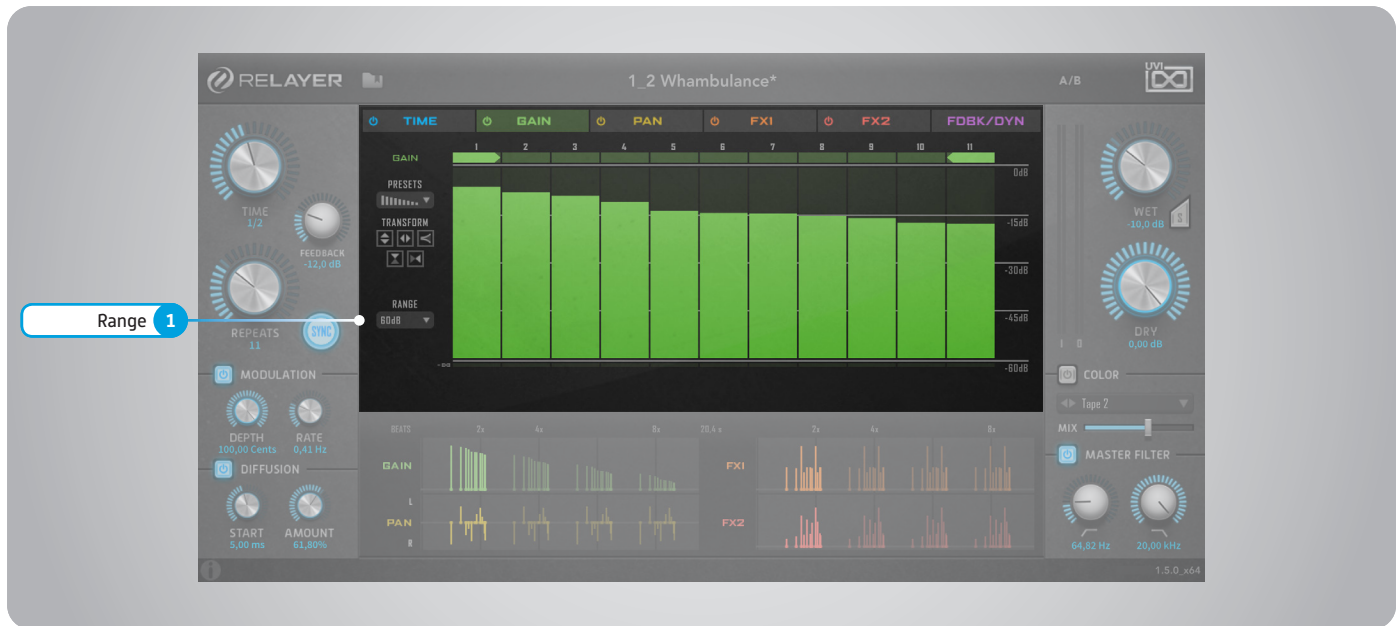 RELAYER
1_2 Whambulance*
A/B
UVI
TIME
GAIN
PAN
FX1
FX2
FDBK/DYN
1 2 3 4 5 6 7 8 9 10 11
GAIN
0dB
PRESETS
TRANSFORM
-15dB
-30dB
RANGE
60dB
-45dB
-∞
-60dB
Range 1
TIME
1/2
FEEDBACK
-12,0 dB
REPEATS
11
SYNC
MODULATION
DEPTH
100,00 Cents
RATE
0,41 Hz
DIFFUSION
START
5,00 ms
AMOUNT
61,80%
BEATS 2x 4x 8x 20.4 s 2x 4x 8x
GAIN
FX1
L
PAN
R
FX2
WET
-10,0 dB
S
DRY
0,00 dB
I O
COLOR
Tape 2
MIX
MASTER FILTER
64,82 Hz
20,00 kHz
1.5.0_x64